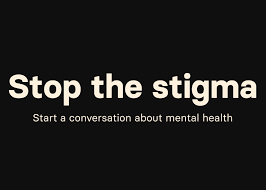 Stop the stigma
Start a conversation about mental health